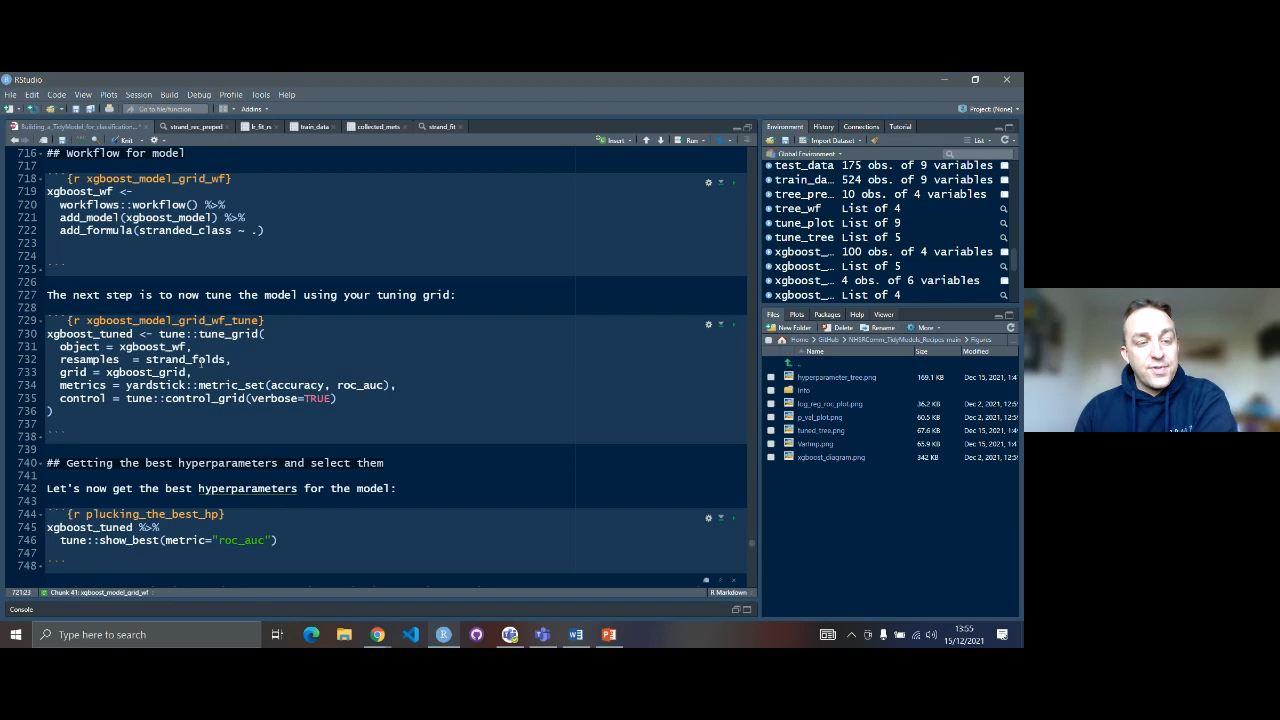 RStudio
File Edit Code View Plots Session Build Debug Profile Tools Help
Go to file/function Addins Project: (None)
Building_a_TidyModel_for_classification... strand_rec_preped lr_fit_rs train_data collected_mets strand_fit
Knit Insert Run
716 ## Workflow for model
717
718 ```{r xgboost_model_grid_wf}
719 xgboost_wf <-
720 workflows::workflow() %>%
721 add_model(xgboost_model) %>%
722 add_formula(stranded_class ~ .)
723
724
725 ```
726
727 The next step is to now tune the model using your tuning grid:
728
729 ```{r xgboost_model_grid_wf_tune}
730 xgboost_tuned <- tune::tune_grid(
731 object = xgboost_wf,
732 resamples = strand_folds,
733 grid = xgboost_grid,
734 metrics = yardstick::metric_set(accuracy, roc_auc),
735 control = tune::control_grid(verbose=TRUE)
736 )
737
738 ```
739
740 ## Getting the best hyperparameters and select them
741
742 Let's now get the best hyperparameters for the model:
743
744 ```{r plucking_the_best_hp}
745 xgboost_tuned %>%
746 tune::show_best(metric="roc_auc")
747
748 ```
721:23 Chunk 41: xgboost_model_grid_wf R Markdown
Console
Environment History Connections Tutorial
Import Dataset List
Global Environment
test_data 175 obs. of 9 variables
train_da... 524 obs. of 9 variables
tree_pre... 10 obs. of 4 variables
tree_wf List of 4
tune_plot List of 9
tune_tree List of 5
xgboost_... 100 obs. of 4 variables
xgboost_... List of 5
xgboost_... 4 obs. of 6 variables
xgboost_... List of 4
Files Plots Packages Help Viewer
New Folder Delete Rename More
Home GitHub NHSRComm_TidyModels_Recipes main Figures
Name Size Modified
..
hyperparameter_tree.png 169.1 KB Dec 15, 2021, 1:4
Info
log_reg_roc_plot.png 36.2 KB Dec 2, 2021, 12:5
p_val_plot.png 60.5 KB Dec 2, 2021, 12:5
tuned_tree.png 67.6 KB Dec 15, 2021, 1:4
VarImp.png 65.9 KB Dec 15, 2021, 1:4
xgboost_diagram.png 342 KB Dec 2, 2021, 12:5
Type here to search
13:55
15/12/2021